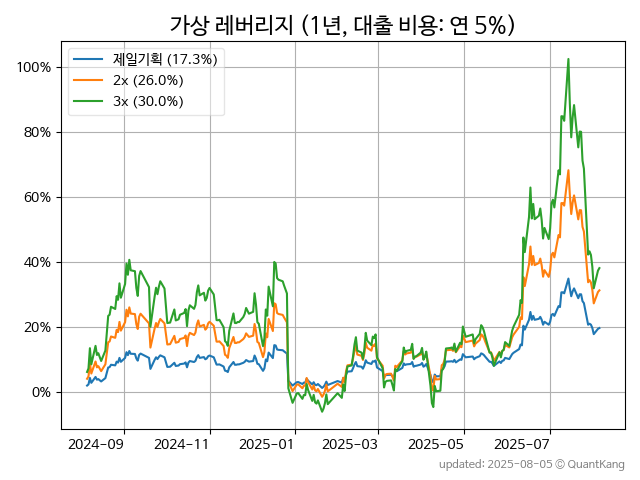 가상 레버리지 (1년, 대출 비용: 연 5%)
제일기획 (17.3%)
2x (26.0%)
3x (30.0%)
100%
80%
60%
40%
20%
0%
2024-09 2024-11 2025-01 2025-03 2025-05 2025-07
updated: 2025-08-05 © QuantKang